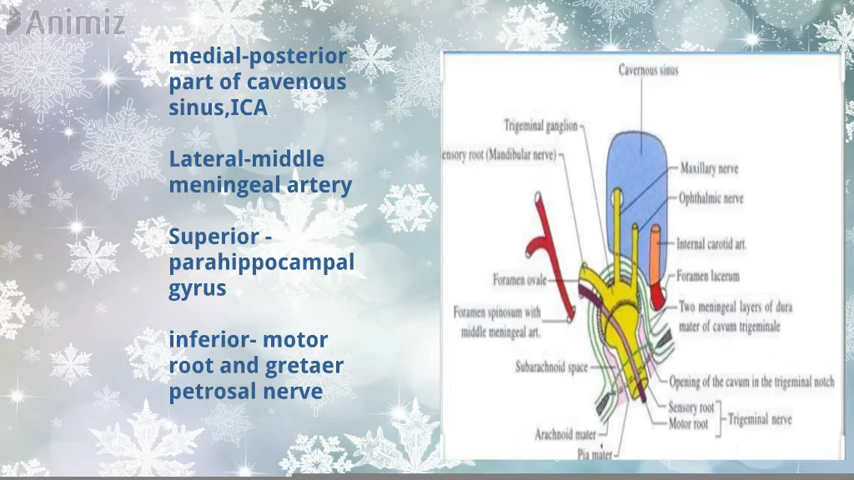 Animiz
medial-posterior
part of cavenous
sinus,ICA
Lateral-middle
meningeal artery
Superior -
parahippocampal
gyrus
inferior- motor
root and gretaer
petrosal nerve
Cavernous sinus
Trigeminal ganglion
ensory root (Mandibular nerve)
Maxillary nerve
Ophthalmic nerve
Internal carotid art.
Foramen ovale
Foramen lacerum
Foramen spinosum with
middle meningeal art.
Two meningeal layers of dura
mater of cavum trigeminale
Subarachnoid space
Opening of the cavum in the trigeminal notch
Sensory root
Motor root
Trigeminal nerve
Arachnoid mater
Pia mater